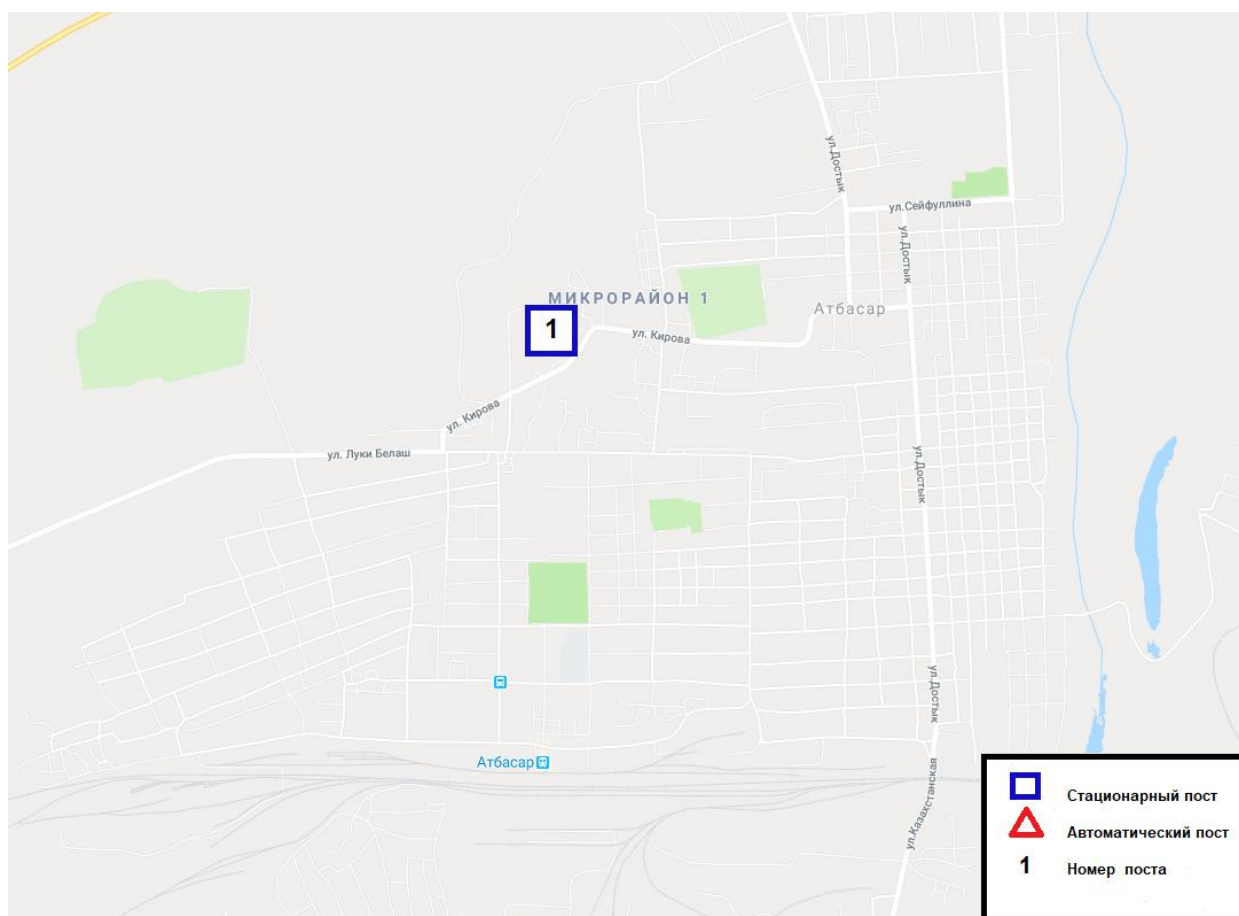 ул.Достык
ул.Сейфуллина
ул.Достык
МИКРОРАЙОН 1
1
ул. Кирова
Атбасар
ул. Кирова
ул. Луки Белаш
ул.Достык
ул.Достык
Атбасар
ул.Казахстанская
Стационарный пост
Автоматический пост
1 Номер поста